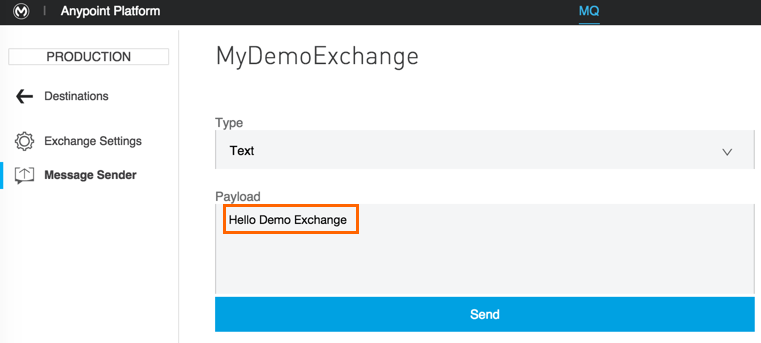 Anypoint Platform
MQ
PRODUCTION
Destinations
Exchange Settings
Message Sender
MyDemoExchange
Type
Text
Payload
Hello Demo Exchange
Send